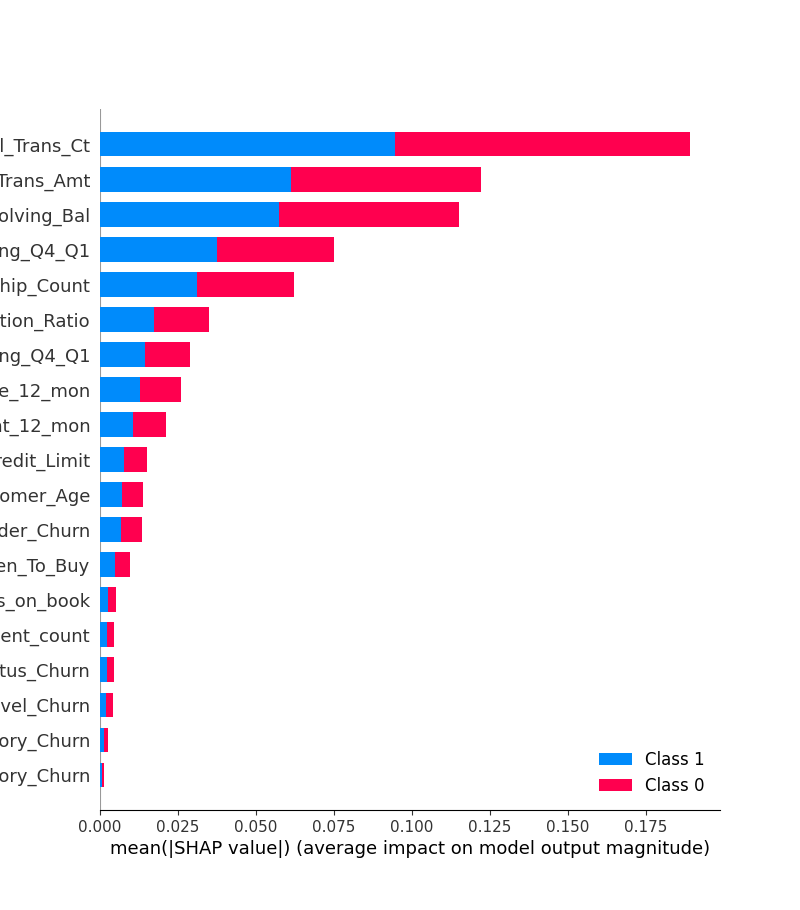 l_Trans_Ct
Trans_Amt
olving_Bal
ng_Q4_Q1
hip_Count
tion_Ratio
ng_Q4_Q1
e_12_mon
t_12_mon
redit_Limit
omer_Age
der_Churn
en_To_Buy
s_on_book
ent_count
tus_Churn
vel_Churn
ory_Churn
ory_Churn
Class 1
Class 0
0.000 0.025 0.050 0.075 0.100 0.125 0.150 0.175
mean(|SHAP value|) (average impact on model output magnitude)